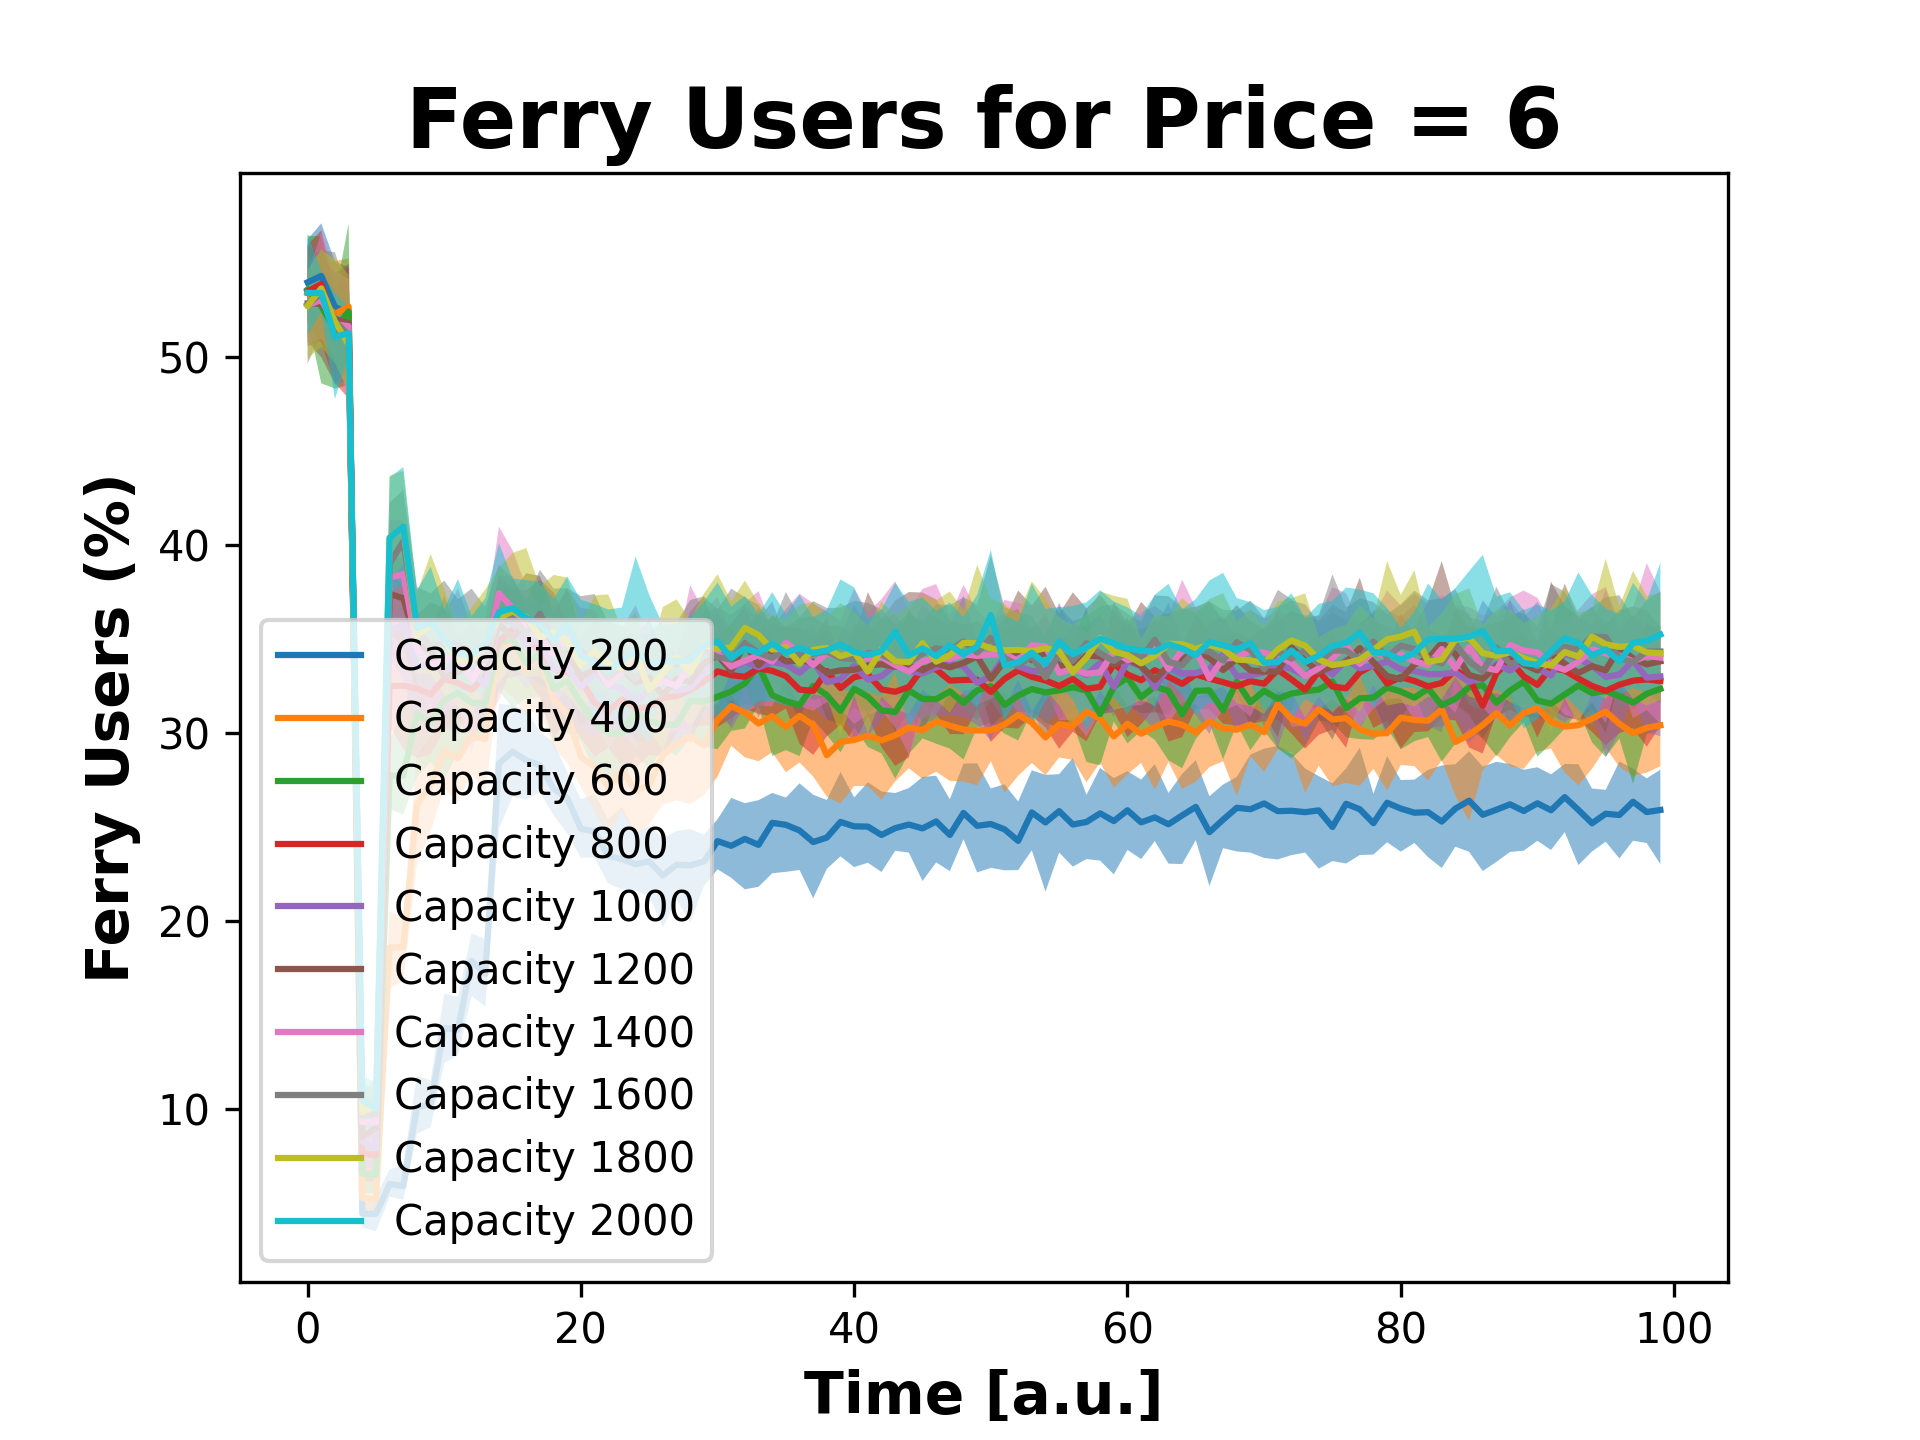 Ferry Users for Price = 6
Ferry Users (%)
50
40
30
20
10
Capacity 200
Capacity 400
Capacity 600
Capacity 800
Capacity 1000
Capacity 1200
Capacity 1400
Capacity 1600
Capacity 1800
Capacity 2000
0 20 40 60 80 100
Time [a.u.]